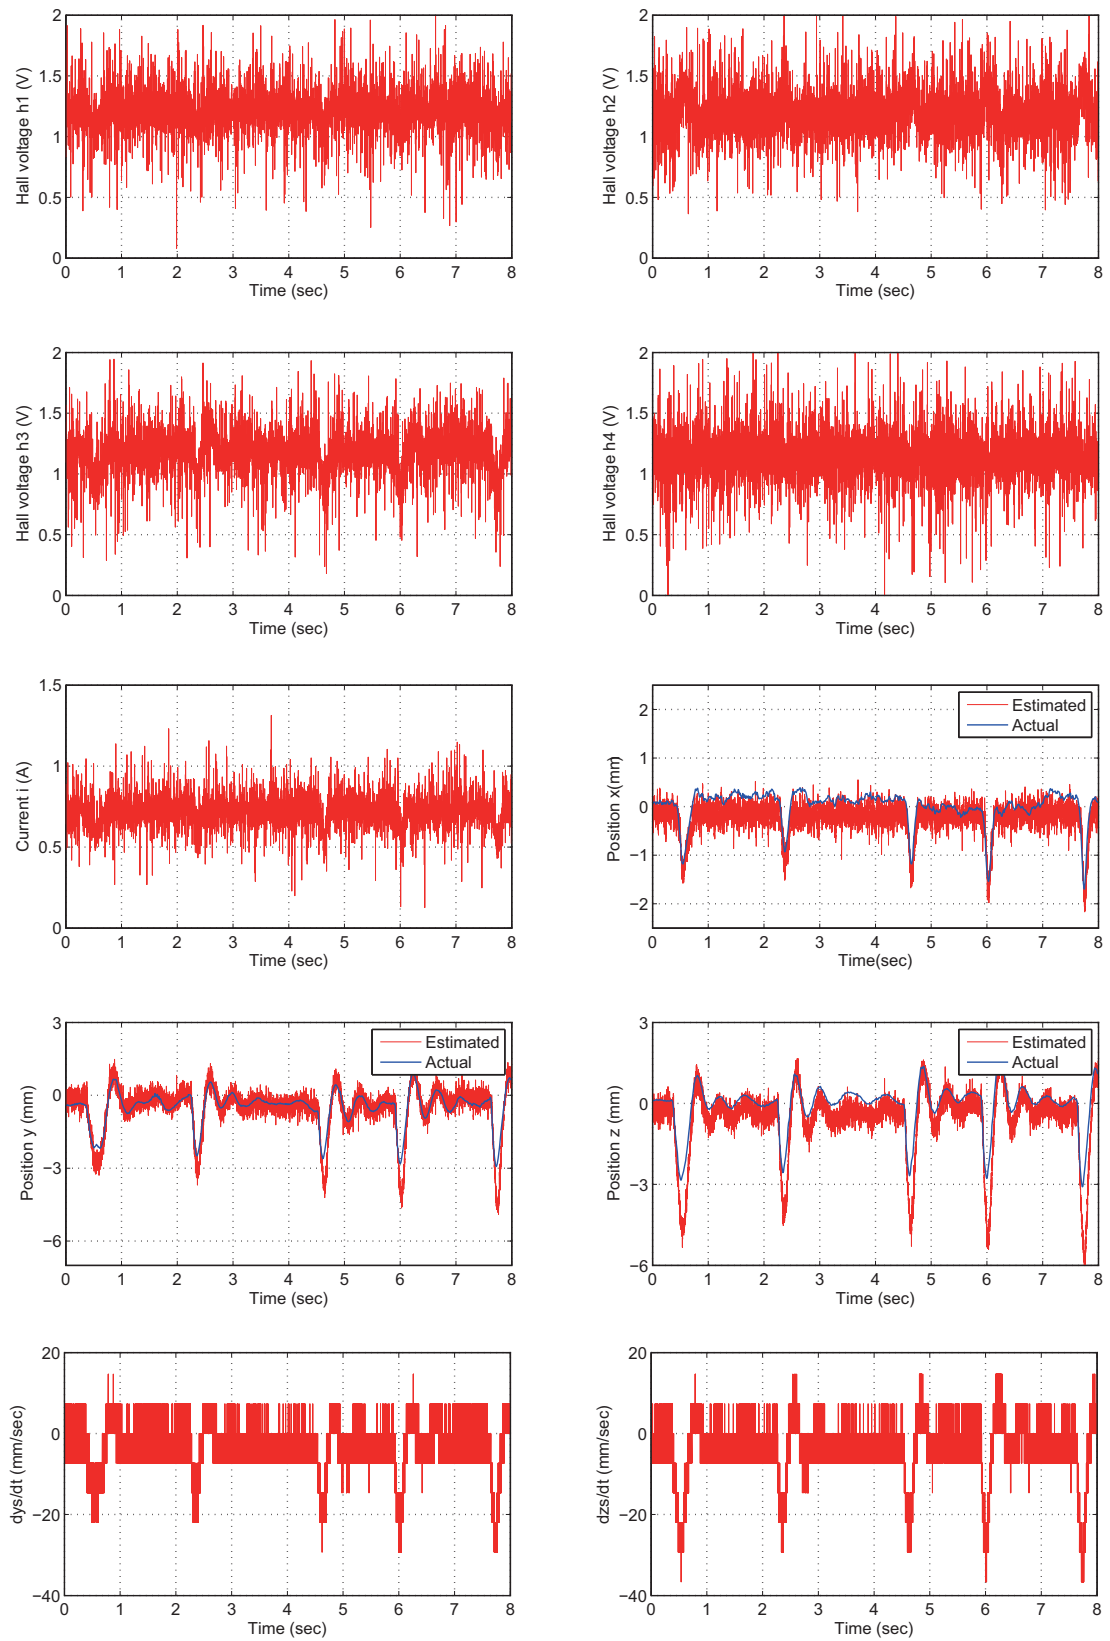 2
1.5
1
0.5
0
Hall voltage h1 (V)
0 1 2 3 4 5 6 7 8
Time (sec)
2
1.5
1
0.5
0
Hall voltage h2 (V)
0 1 2 3 4 5 6 7 8
Time (sec)
2
1.5
1
0.5
0
Hall voltage h3 (V)
0 1 2 3 4 5 6 7 8
Time (sec)
2
1.5
1
0.5
0
Hall voltage h4 (V)
0 1 2 3 4 5 6 7 8
Time (sec)
1.5
1
0.5
0
Current i (A)
0 1 2 3 4 5 6 7 8
Time (sec)
2
1
0
−1
−2
Position x(mm)
Estimated
Actual
0 1 2 3 4 5 6 7 8
Time(sec)
3
0
−3
−6
Position y (mm)
Estimated
Actual
0 1 2 3 4 5 6 7 8
Time (sec)
3
0
−3
−6
Position z (mm)
Estimated
Actual
0 1 2 3 4 5 6 7 8
Time (sec)
20
0
−20
−40
dys/dt (mm/sec)
0 1 2 3 4 5 6 7 8
Time (sec)
20
0
−20
−40
dzs/dt (mm/sec)
0 1 2 3 4 5 6 7 8
Time (sec)